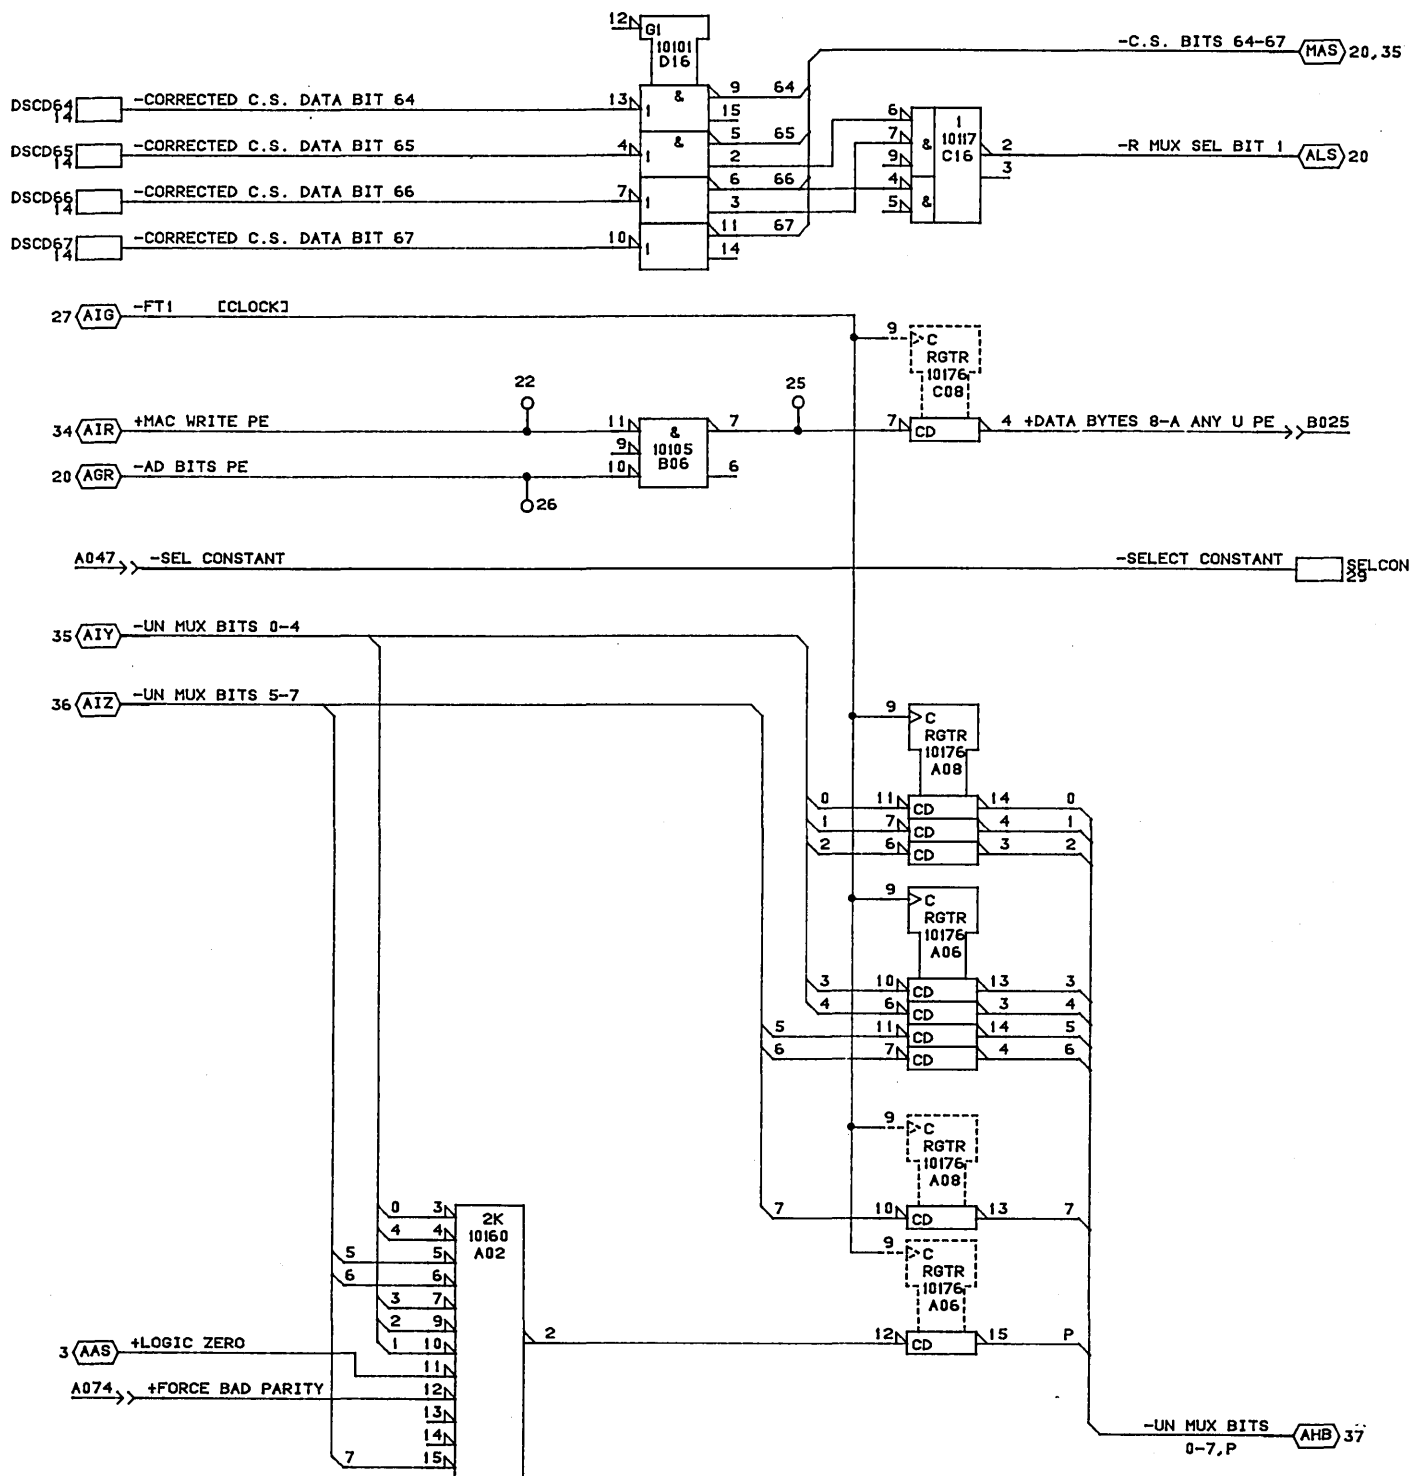 12 G1
10101
D16
-C.S. BITS 64-67 MAS 20,35
DSCD64 14 -CORRECTED C.S. DATA BIT 64 13 1 & 9 64
15
DSCD65 14 -CORRECTED C.S. DATA BIT 65 4 1 & 5 65
2
DSCD66 14 -CORRECTED C.S. DATA BIT 66 7 1 6 66
3
DSCD67 14 -CORRECTED C.S. DATA BIT 67 10 1 11 67
14
6 1
7 & 10117 2 -R MUX SEL BIT 1 ALS 20
9 C16 3
4
5 &
27 AIG -FT1 [CLOCK]
9 C
RGTR
10176
C08
22
25
34 AIR +MAC WRITE PE 11 & 7 7 CD 4 +DATA BYTES 8-A ANY U PE B025
9 10105
20 AGR -AD BITS PE 10 B06 6
26
A047 -SEL CONSTANT -SELECT CONSTANT SELCON 29
35 AIY -UN MUX BITS 0-4
36 AIZ -UN MUX BITS 5-7
9 C
RGTR
10176
A08
0 11 CD 14 0
1 7 CD 4 1
2 6 CD 3 2
9 C
RGTR
10176
A06
3 10 CD 13 3
4 6 CD 3 4
5 11 CD 14 5
6 7 CD 4 6
9 C
RGTR
10176
A08
7 10 CD 13 7
9 C
RGTR
10176
A06
0 3 2K
4 4 10160
5 5 A02
6 6
3 7
2 9
1 10
2 12 CD 15 P
3 AAS +LOGIC ZERO 11
A074 +FORCE BAD PARITY 12
13
14
7 15
-UN MUX BITS AHB 37
0-7,P